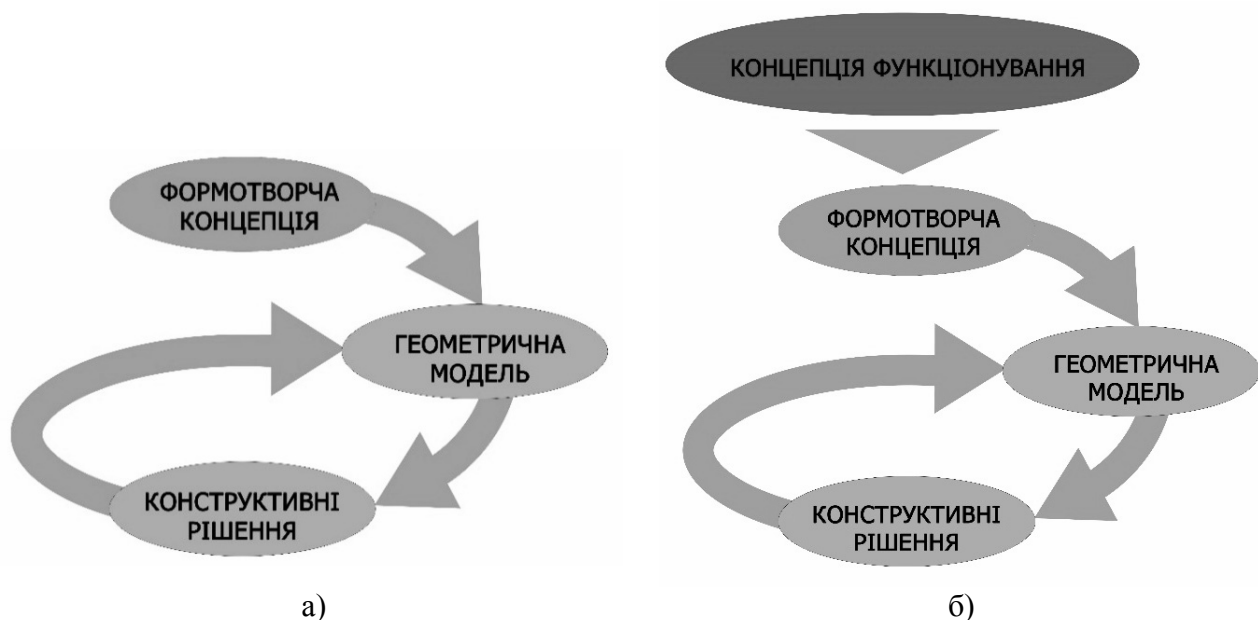 ФОРМОТВОРЧА
КОНЦЕПЦІЯ
ГЕОМЕТРИЧНА
МОДЕЛЬ
КОНСТРУКТИВНІ
РІШЕННЯ
а)
КОНЦЕПЦІЯ ФУНКЦІОНУВАННЯ
ФОРМОТВОРЧА
КОНЦЕПЦІЯ
ГЕОМЕТРИЧНА
МОДЕЛЬ
КОНСТРУКТИВНІ
РІШЕННЯ
б)